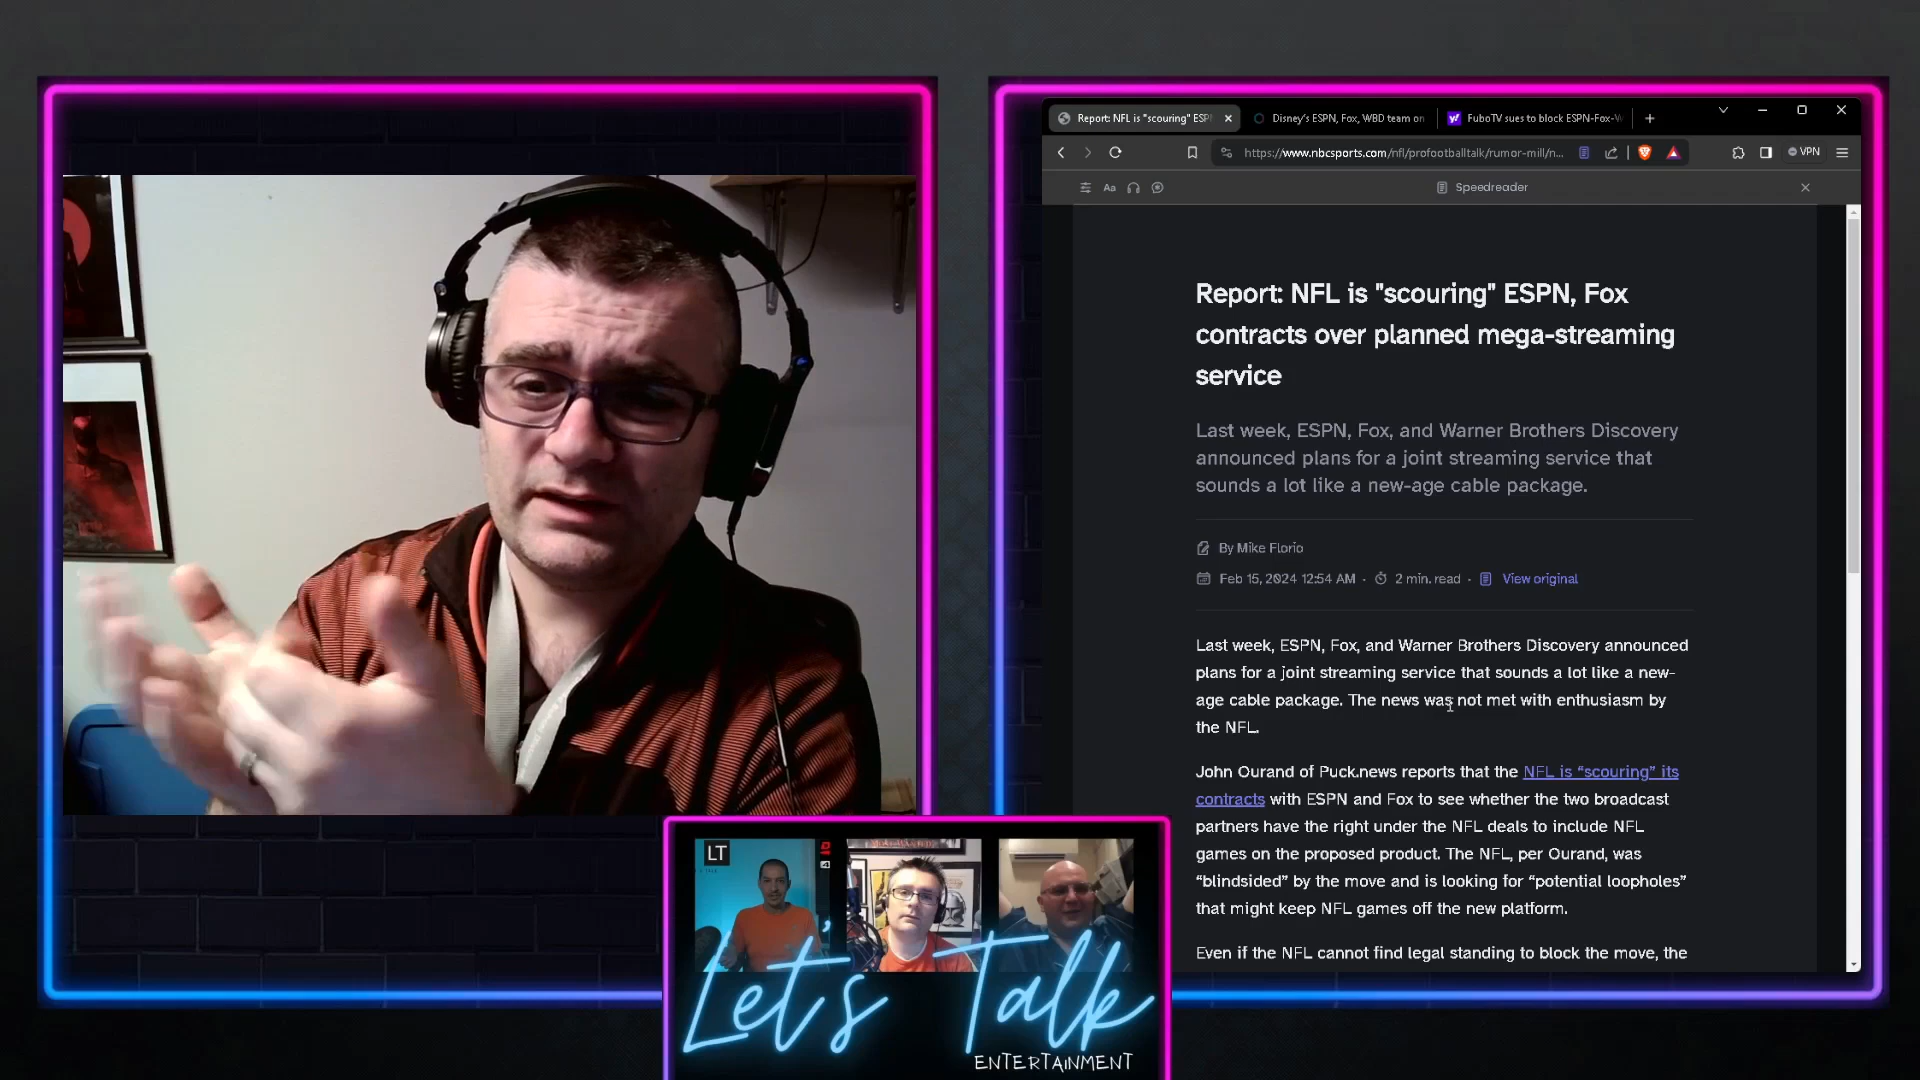 Report: NFL is "scouring" ESP
Disney's ESPN, Fox, WBD team on
FuboTV sues to block ESPN-Fox-
https://www.nbcsports.com/nfl/profootballtalk/rumor-mill/n...
VPN
Aa
Speedreader
Report: NFL is "scouring" ESPN, Fox
contracts over planned mega-streaming
service
Last week, ESPN, Fox, and Warner Brothers Discovery
announced plans for a joint streaming service that
sounds a lot like a new-age cable package.
By Mike Florio
Feb 15, 2024 12:54 AM · 2 min. read · View original
Last week, ESPN, Fox, and Warner Brothers Discovery announced
plans for a joint streaming service that sounds a lot like a new-
age cable package. The news was not met with enthusiasm by
the NFL.
John Ourand of Puck.news reports that the NFL is “scouring” its
contracts with ESPN and Fox to see whether the two broadcast
partners have the right under the NFL deals to include NFL
games on the proposed product. The NFL, per Ourand, was
“blindsided” by the move and is looking for “potential loopholes”
that might keep NFL games off the new platform.
Even if the NFL cannot find legal standing to block the move, the
LT
Let's Talk
ENTERTAINMENT